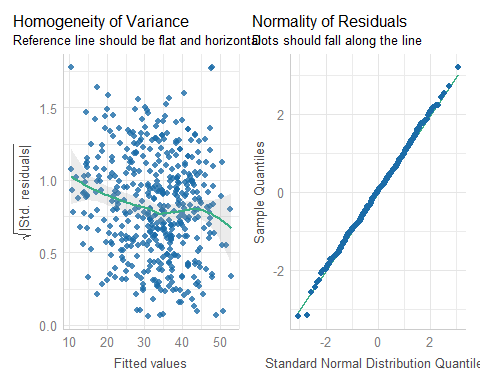 Homogeneity of Variance
Reference line should be flat and horizontal
1.5
1.0
0.5
0.0
√|Std. residuals|
10 20 30 40 50
Fitted values
Normality of Residuals
Dots should fall along the line
2
0
-2
Sample Quantiles
-2 0 2
Standard Normal Distribution Quantile